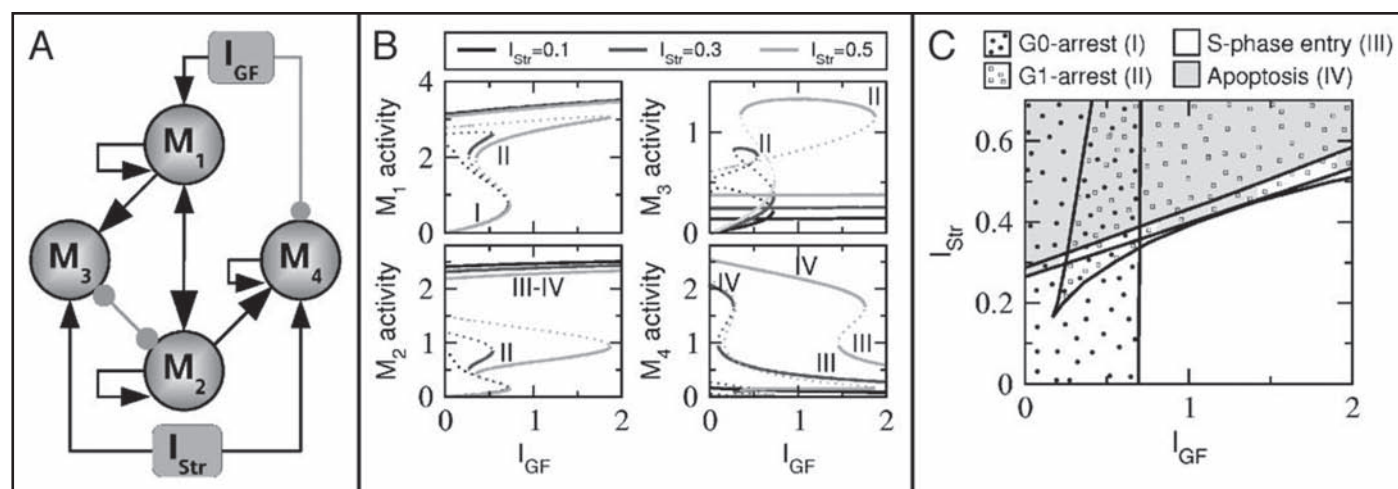 A
I_GF
M_1
M_3
M_4
M_2
I_Str
B
I_Str=0.1 I_Str=0.3 I_Str=0.5
M_1 activity
4
2
0
I
II
M_3 activity
1
0
II
II
M_2 activity
2
1
0
III-IV
II
0 1 2
I_GF
M_4 activity
2
1
0
IV
IV
III
III
0 1 2
I_GF
C
G0-arrest (I) S-phase entry (III)
G1-arrest (II) Apoptosis (IV)
I_Str
0.6
0.4
0.2
0
0 1 2
I_GF